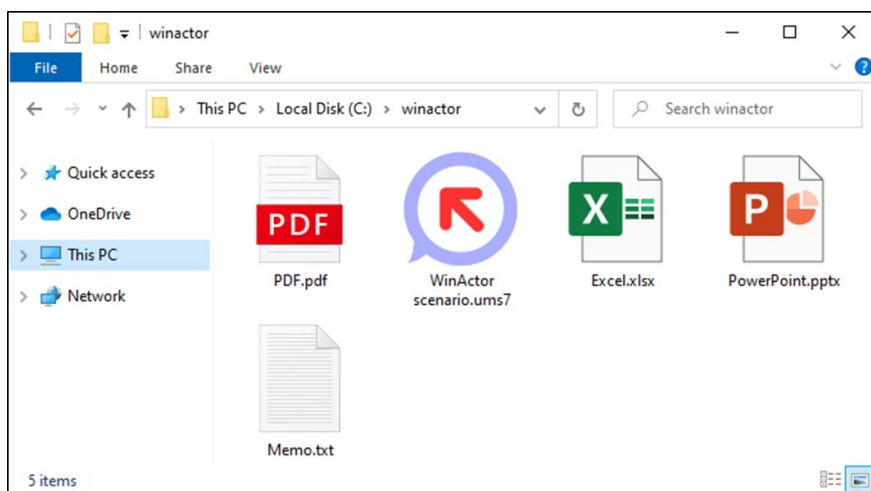 winactor
File Home Share View
This PC > Local Disk (C:) > winactor Search winactor
Quick access
OneDrive
This PC
Network
PDF
PDF.pdf
WinActor
scenario.ums7
X
Excel.xlsx
P
PowerPoint.pptx
Memo.txt
5 items